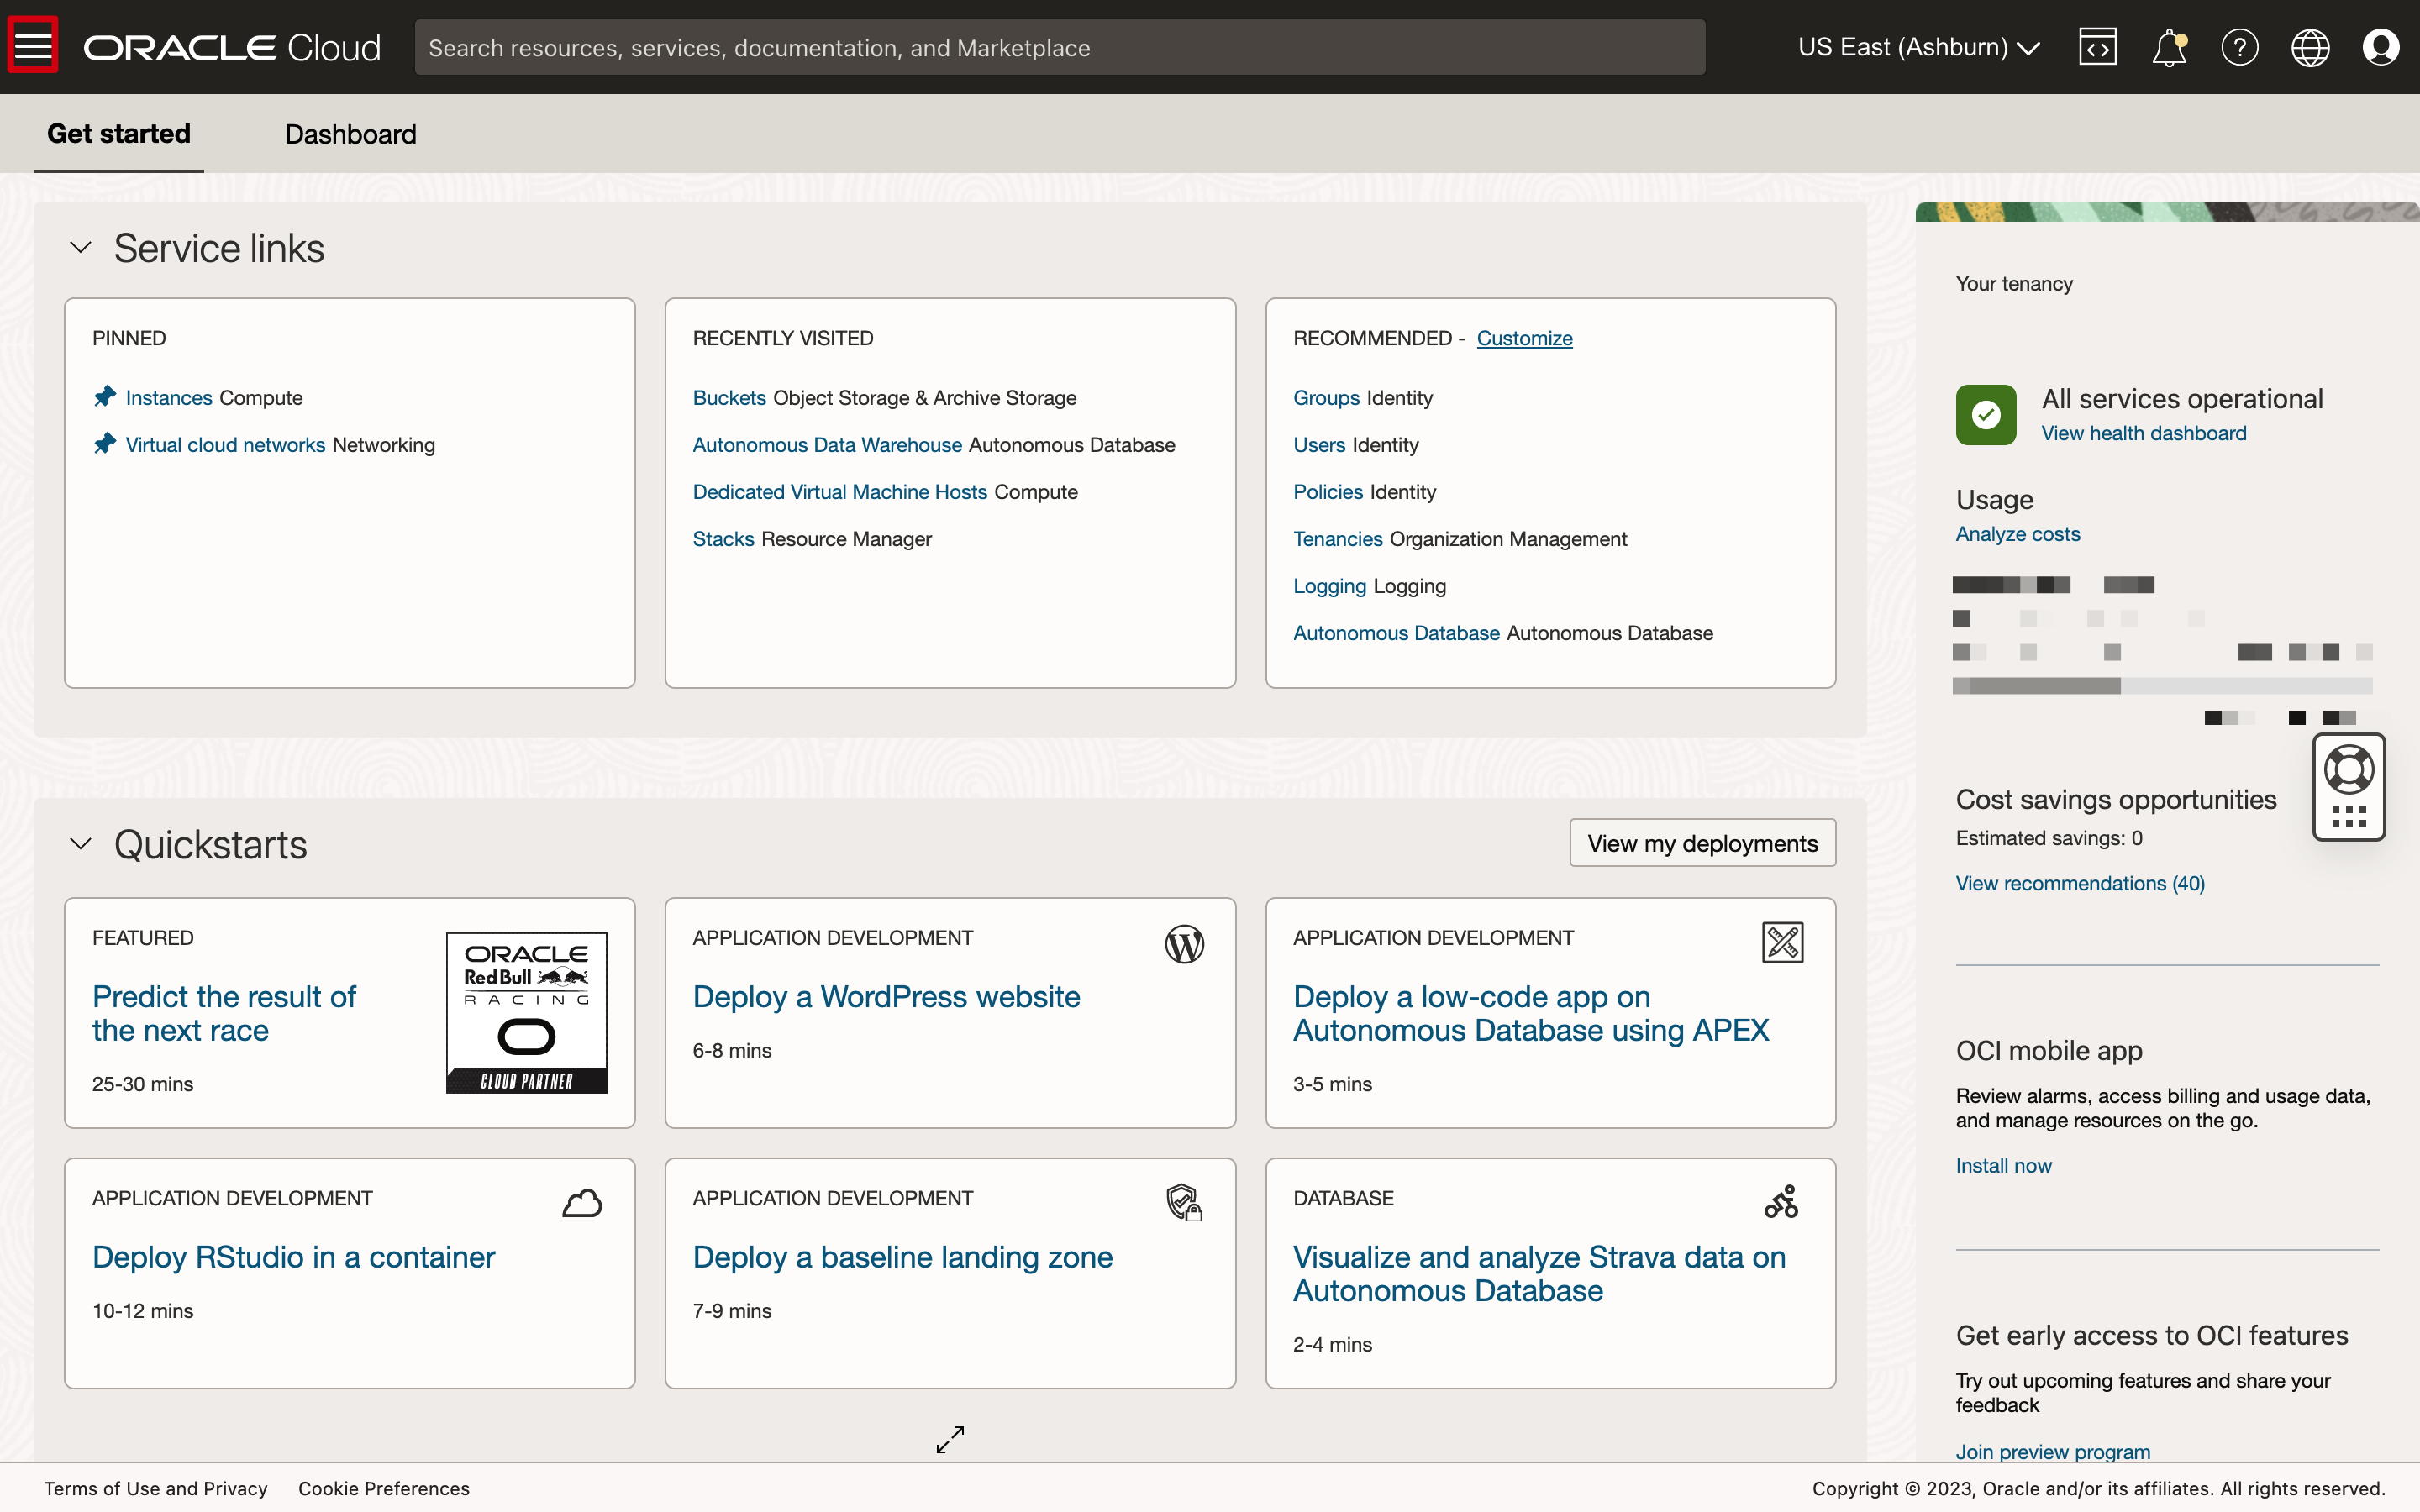 ORACLE Cloud
Search resources, services, documentation, and Marketplace
US East (Ashburn)
Get started
Dashboard
Service links
PINNED
Instances Compute
Virtual cloud networks Networking
RECENTLY VISITED
Buckets Object Storage & Archive Storage
Autonomous Data Warehouse Autonomous Database
Dedicated Virtual Machine Hosts Compute
Stacks Resource Manager
RECOMMENDED - Customize
Groups Identity
Users Identity
Policies Identity
Tenancies Organization Management
Logging Logging
Autonomous Database Autonomous Database
Quickstarts
View my deployments
FEATURED
Predict the result of
the next race
25-30 mins
ORACLE
Red Bull
RACING
CLOUD PARTNER
APPLICATION DEVELOPMENT
Deploy a WordPress website
6-8 mins
APPLICATION DEVELOPMENT
Deploy a low-code app on
Autonomous Database using APEX
3-5 mins
APPLICATION DEVELOPMENT
Deploy RStudio in a container
10-12 mins
APPLICATION DEVELOPMENT
Deploy a baseline landing zone
7-9 mins
DATABASE
Visualize and analyze Strava data on
Autonomous Database
2-4 mins
Your tenancy
All services operational
View health dashboard
Usage
Analyze costs
Cost savings opportunities
Estimated savings: 0
View recommendations (40)
OCI mobile app
Review alarms, access billing and usage data,
and manage resources on the go.
Install now
Get early access to OCI features
Try out upcoming features and share your
feedback
Join preview program
Terms of Use and Privacy
Cookie Preferences
Copyright © 2023, Oracle and/or its affiliates. All rights reserved.